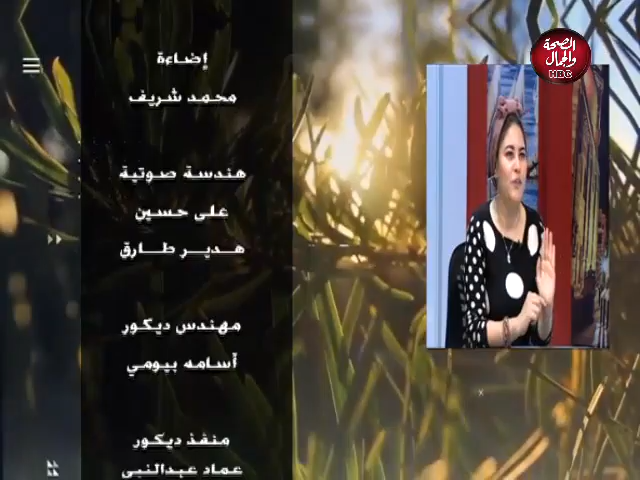 الصحة
والجمال
HBC
إضاءة
محمد شريف
هندسة صوتية
على حسين
هدير طارق
مهندس ديكور
أسامه بيومي
منفذ ديكور
عماد عبدالنبي